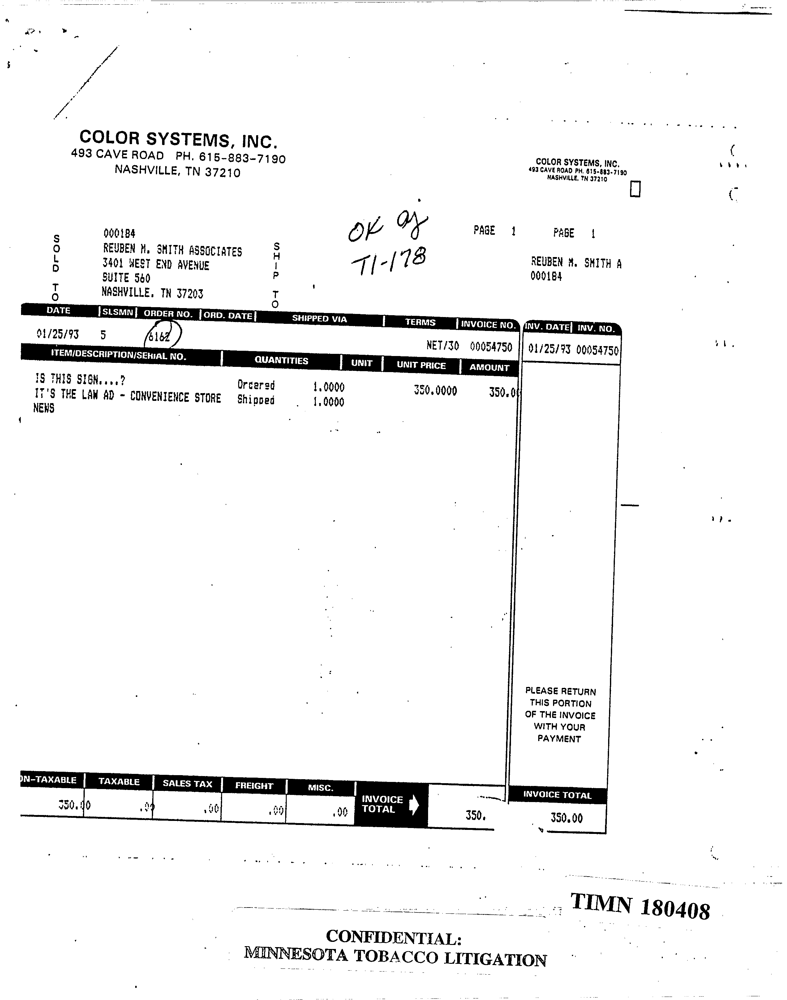 COLOR SYSTEMS, INC.
493 CAVE ROAD PH. 615-883-7190
NASHVILLE, TN 37210
COLOR SYSTEMS, INC.
493 CAVE ROAD PH. 615-883-7190
NASHVILLE, TN 37210
SOLD TO
000184
REUBEN M. SMITH ASSOCIATES
3401 WEST END AVENUE
SUITE 560
NASHVILLE, TN 37203
SHIP TO
OK
TI-178
PAGE 1
PAGE 1
REUBEN M. SMITH A
000184
DATE SLSMN ORDER NO. ORD. DATE SHIPPED VIA TERMS INVOICE NO. INV. DATE INV. NO.
01/25/93 5 6162 NET/30 00054750 01/25/93 00054750
ITEM/DESCRIPTION/SERIAL NO. QUANTITIES UNIT UNIT PRICE AMOUNT
IS THIS SIGN....? Ordered 1.0000 350.0000 350.00
IT'S THE LAW AD - CONVENIENCE STORE Shipped 1.0000
NEWS
PLEASE RETURN
THIS PORTION
OF THE INVOICE
WITH YOUR
PAYMENT
ON-TAXABLE TAXABLE SALES TAX FREIGHT MISC. INVOICE TOTAL INVOICE TOTAL
350.00 .00 .00 .00 .00 350. 350.00
TIMN 180408
CONFIDENTIAL:
MINNESOTA TOBACCO LITIGATION